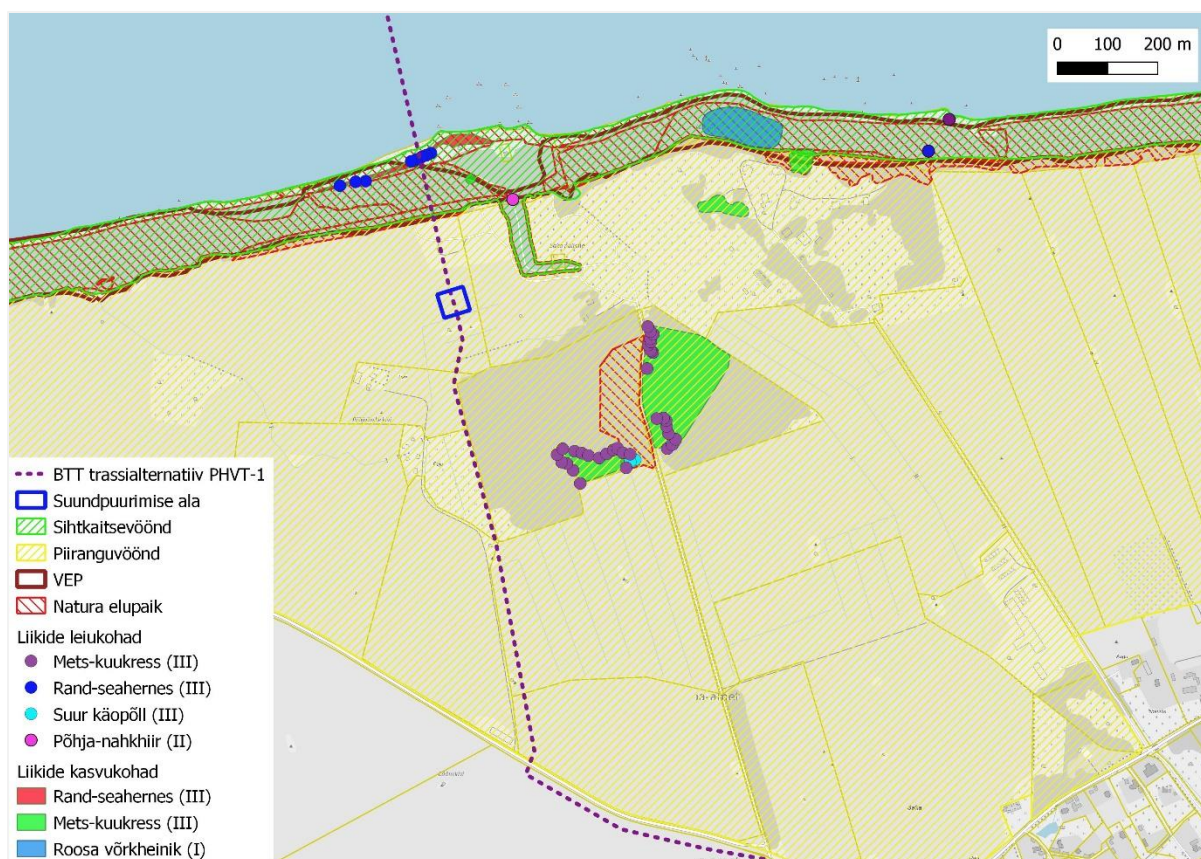 0 100 200 m
BTT trassialternatiiv PHVT-1
Suundpuurimise ala
Sihtkaitsevöönd
Piiranguvöönd
VEP
Natura elupaik
Liikide leiukohad
Mets-kuukress (III)
Rand-seahernes (III)
Suur käopõll (III)
Põhja-nahkhiir (II)
Liikide kasvukohad
Rand-seahernes (III)
Mets-kuukress (III)
Roosa võrkheinik (I)